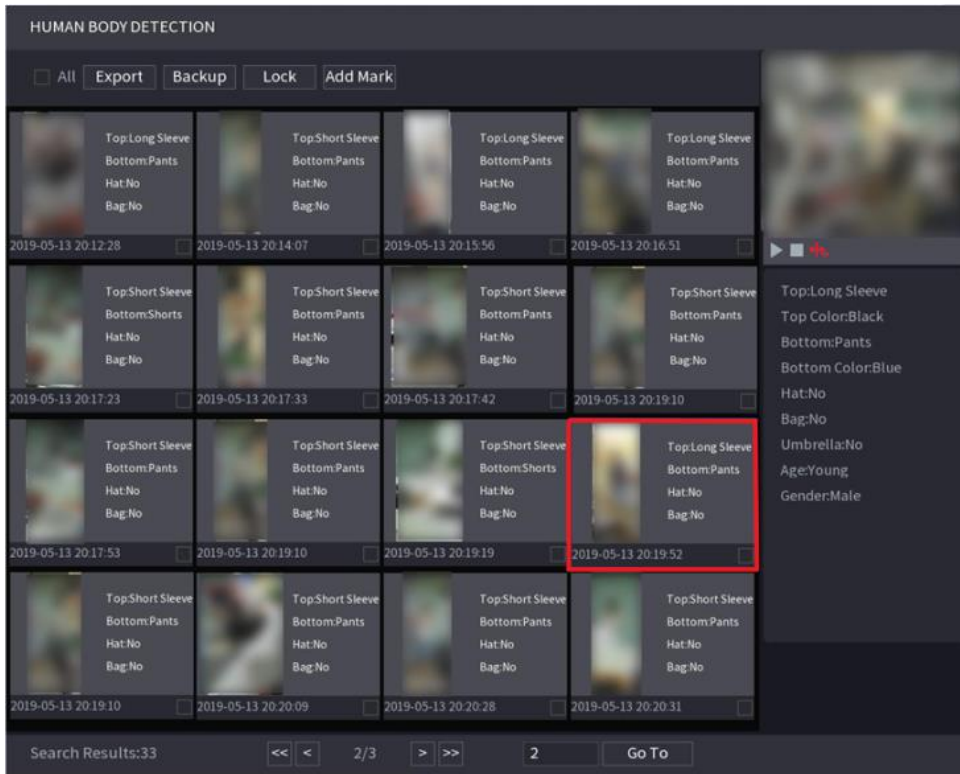 HUMAN BODY DETECTION
All Export Backup Lock Add Mark
Top:Long Sleeve
Bottom:Pants
Hat:No
Bag:No
2019-05-13 20:12:28
Top:Short Sleeve
Bottom:Pants
Hat:No
Bag:No
2019-05-13 20:14:07
Top:Long Sleeve
Bottom:Pants
Hat:No
Bag:No
2019-05-13 20:15:56
Top:Long Sleeve
Bottom:Pants
Hat:No
Bag:No
2019-05-13 20:16:51
Top:Short Sleeve
Bottom:Shorts
Hat:No
Bag:No
2019-05-13 20:17:23
Top:Short Sleeve
Bottom:Pants
Hat:No
Bag:No
2019-05-13 20:17:33
Top:Short Sleeve
Bottom:Pants
Hat:No
Bag:No
2019-05-13 20:17:42
Top:Short Sleeve
Bottom:Pants
Hat:No
Bag:No
2019-05-13 20:19:10
Top:Short Sleeve
Bottom:Pants
Hat:No
Bag:No
2019-05-13 20:17:53
Top:Short Sleeve
Bottom:Pants
Hat:No
Bag:No
2019-05-13 20:19:10
Top:Short Sleeve
Bottom:Shorts
Hat:No
Bag:No
2019-05-13 20:19:19
Top:Long Sleeve
Bottom:Pants
Hat:No
Bag:No
2019-05-13 20:19:52
Top:Short Sleeve
Bottom:Pants
Hat:No
Bag:No
2019-05-13 20:19:10
Top:Short Sleeve
Bottom:Pants
Hat:No
Bag:No
2019-05-13 20:20:09
Top:Short Sleeve
Bottom:Pants
Hat:No
Bag:No
2019-05-13 20:20:28
Top:Short Sleeve
Bottom:Pants
Hat:No
Bag:No
2019-05-13 20:20:31
Top:Long Sleeve
Top Color:Black
Bottom:Pants
Bottom Color:Blue
Hat:No
Bag:No
Umbrella:No
Age:Young
Gender:Male
Search Results:33 << < 2/3 > >> 2 Go To